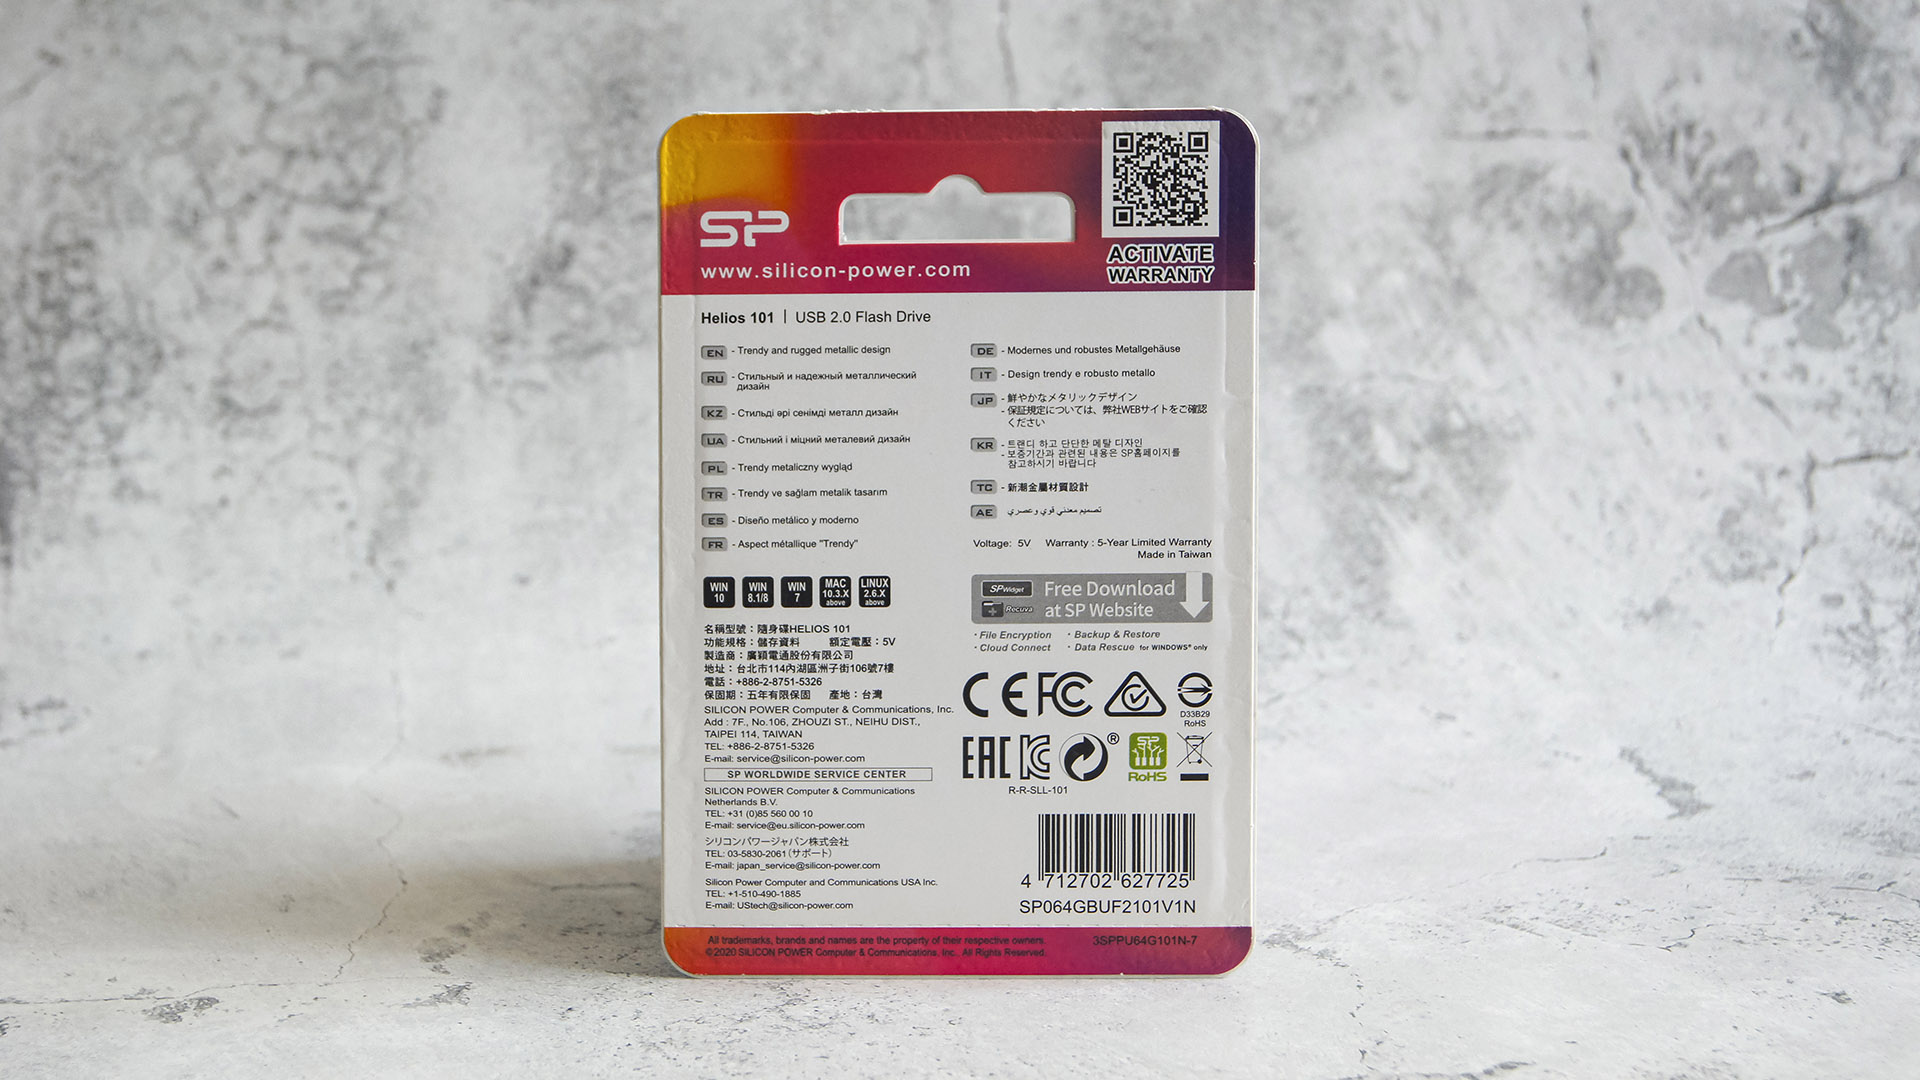 SP
www.silicon-power.com
ACTIVATE
WARRANTY
Helios 101 | USB 2.0 Flash Drive
EN - Trendy and rugged metallic design
RU - Стильный и надежный металлический
дизайн
KZ - Стильді әрі сенімді металл дизайн
UA - Стильний і міцний металевий дизайн
PL - Trendy metaliczny wygląd
TR - Trendy ve sağlam metalik tasarım
ES - Diseño metálico y moderno
FR - Aspect métallique "Trendy"
DE - Modernes und robustes Metallgehäuse
IT - Design trendy e robusto metallo
JP - 鮮やかなメタリックデザイン
- 保証規定については、弊社WEBサイトをご確認
ください
KR - 트랜디 하고 단단한 메탈 디자인
- 보증기간과 관련된 내용은 SP홈페이지를
참고하시기 바랍니다
TC - 新潮金屬材質設計
AE تصميم معدني قوي وعصري
Voltage: 5V Warranty : 5-Year Limited Warranty
Made in Taiwan
WIN
10
WIN
8.1/8
WIN
7
MAC
10.3.X
above
LINUX
2.6.X
above
SP Widget
Recuva
Free Download
at SP Website
· File Encryption · Backup & Restore
· Cloud Connect · Data Rescue for WINDOWS® only
名稱型號：隨身碟HELIOS 101
功能規格：儲存資料 額定電壓：5V
製造商：廣穎電通股份有限公司
地址：台北市114內湖區洲子街106號7樓
電話：+886-2-8751-5326
保固期：五年有限保固 產地：台灣
SILICON POWER Computer & Communications, Inc.
Add : 7F., No.106, ZHOUZI ST., NEIHU DIST.,
TAIPEI 114, TAIWAN
TEL: +886-2-8751-5326
E-mail: service@silicon-power.com
SP WORLDWIDE SERVICE CENTER
SILICON POWER Computer & Communications
Netherlands B.V.
TEL: +31 (0)85 560 00 10
E-mail: service@eu.silicon-power.com
シリコンパワージャパン株式会社
TEL: 03-5830-2061（サポート）
E-mail: japan_service@silicon-power.com
Silicon Power Computer and Communications USA Inc.
TEL: +1-510-490-1885
E-mail: UStech@silicon-power.com
CE FC
D33B29
RoHS
EAC KC ®
SP
RoHS
R-R-SLL-101
4 712702 627725
SP064GBUF2101V1N
All trademarks, brands and names are the property of their respective owners.
©2020 SILICON POWER Computer & Communications, Inc. All Rights Reserved.
3SPPU64G101N-7